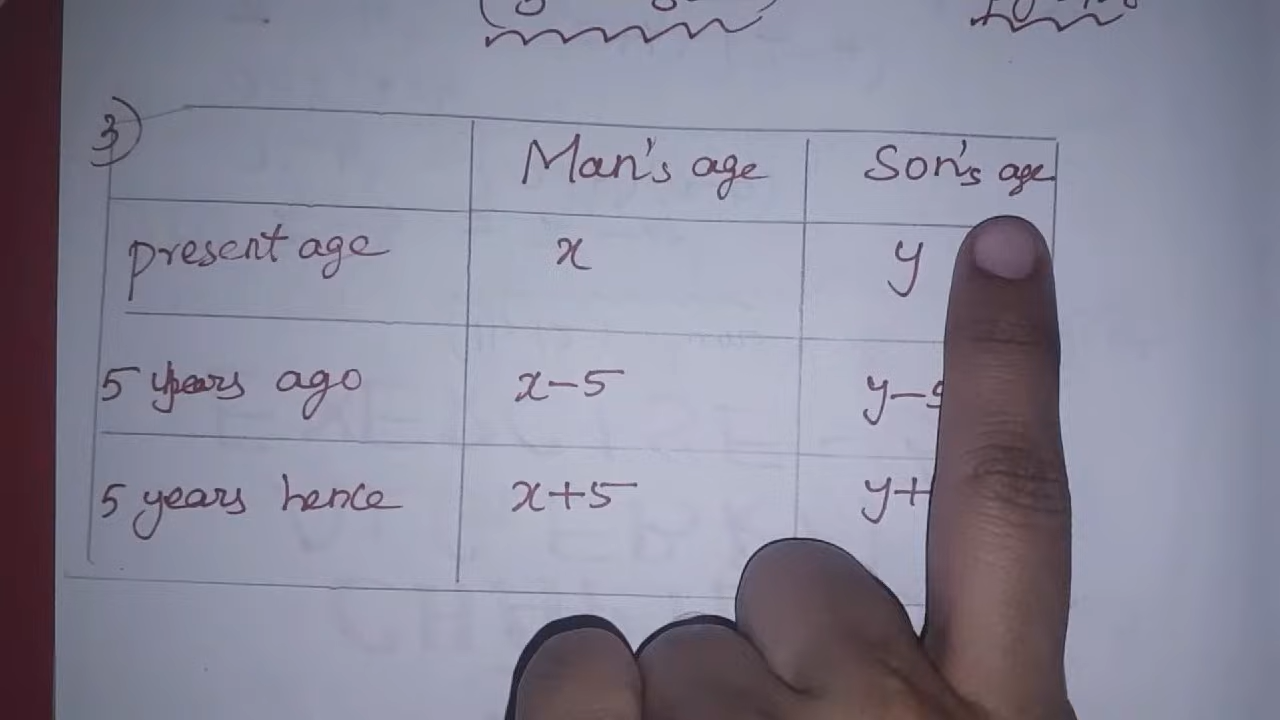 3)
Man's age Son's age
present age x y
5 years ago x-5 y-
5 years hence x+5 y+